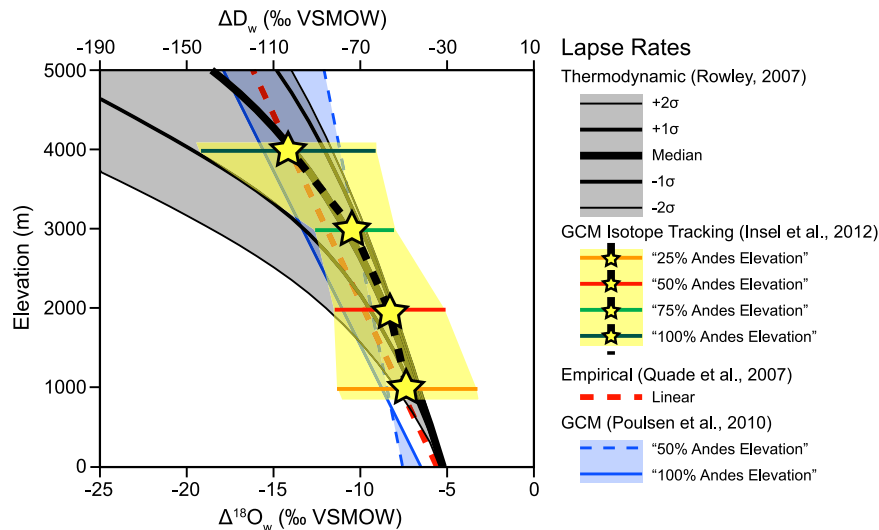 ΔD_w (‰ VSMOW)
-190 -140 -110 -70 -30 10
Elevation (m)
5000
4000
3000
2000
1000
0
-25 -20 -15 -10 -5 0
Δ¹⁸O_w (‰ VSMOW)
Lapse Rates
Thermodynamic (Rowley, 2007)
+2σ
+1σ
Median
-1σ
-2σ
GCM Isotope Tracking (Insel et al., 2012)
“25% Andes Elevation”
“50% Andes Elevation”
“75% Andes Elevation”
“100% Andes Elevation”
Empirical (Quade et al., 2007)
Linear
GCM (Poulsen et al., 2010)
“50% Andes Elevation”
“100% Andes Elevation”